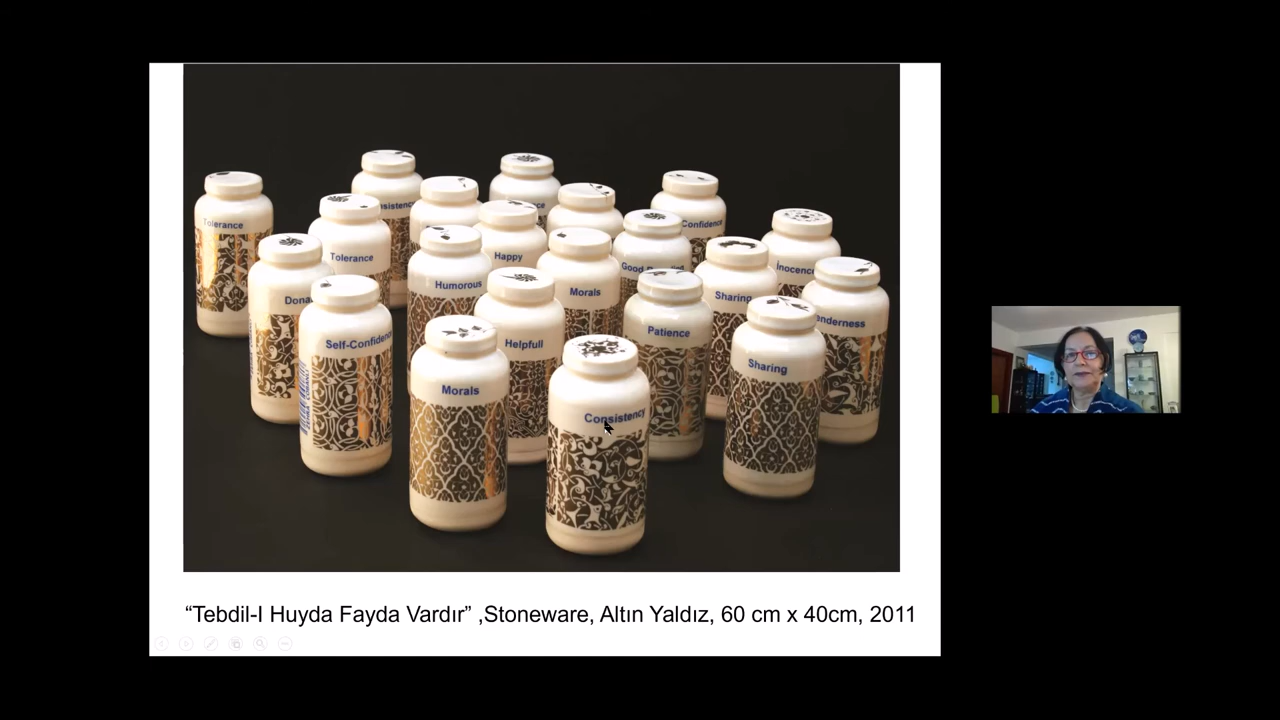 Tolerance
Confidence
Tolerance
Happy
Humorous
Morals
Sharing
Self-Confidence
Patience
Helpfull
Sharing
Morals
Consistency
“Tebdil-I Huyda Fayda Vardır” ,Stoneware, Altın Yaldız, 60 cm x 40cm, 2011